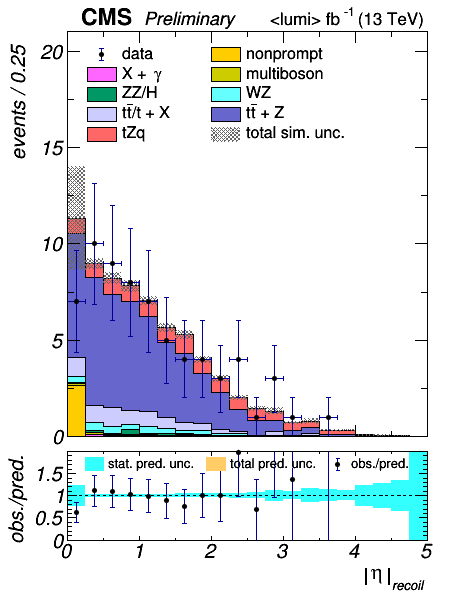 CMS Preliminary <lumi> fb⁻¹ (13 TeV)
events / 0.25
20
15
10
5
0
data
nonprompt
X + γ
multiboson
ZZ/H
WZ
tt̄/t + X
tt̄ + Z
tZq
total sim. unc.
obs./pred.
1.5
1
0.5
0
stat. pred. unc.
total pred. unc.
obs./pred.
0 1 2 3 4 5
|η|recoil